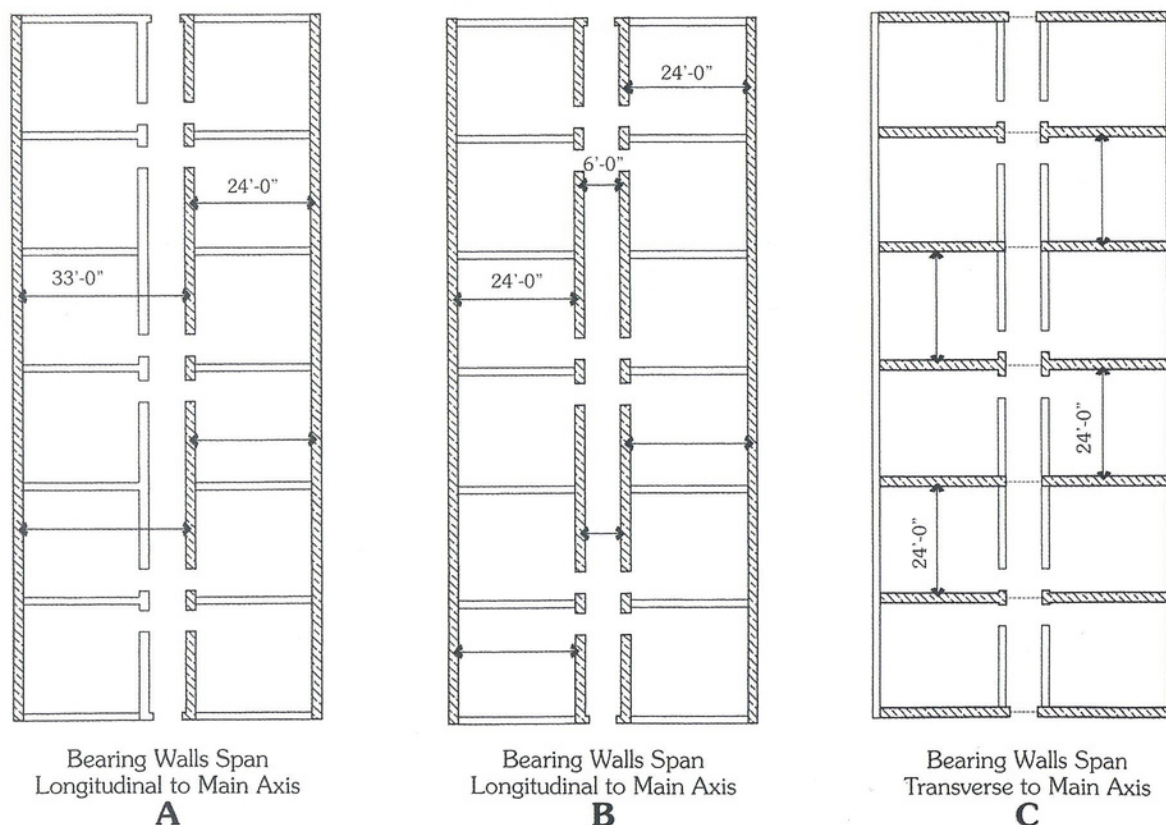 24'-0"
33'-0"
Bearing Walls Span
Longitudinal to Main Axis
A
24'-0"
6'-0"
24'-0"
Bearing Walls Span
Longitudinal to Main Axis
B
24'-0"
24'-0"
Bearing Walls Span
Transverse to Main Axis
C